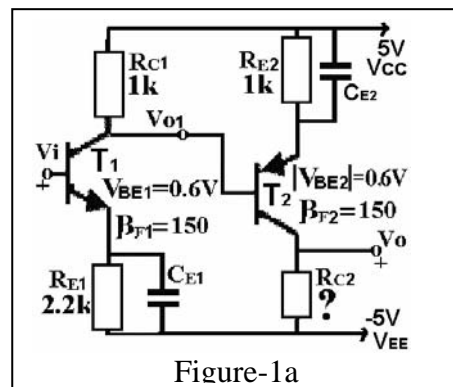 RC1
1k
RE2
1k
5V
VCC
CE2
Vo1
Vi
+
T1
VBE1=0.6V
βF1=150
|VBE2|=0.6V
T2
βF2=150
Vo
+
RE1
2.2k
CE1
RC2
?
-5V
VEE
Figure-1a